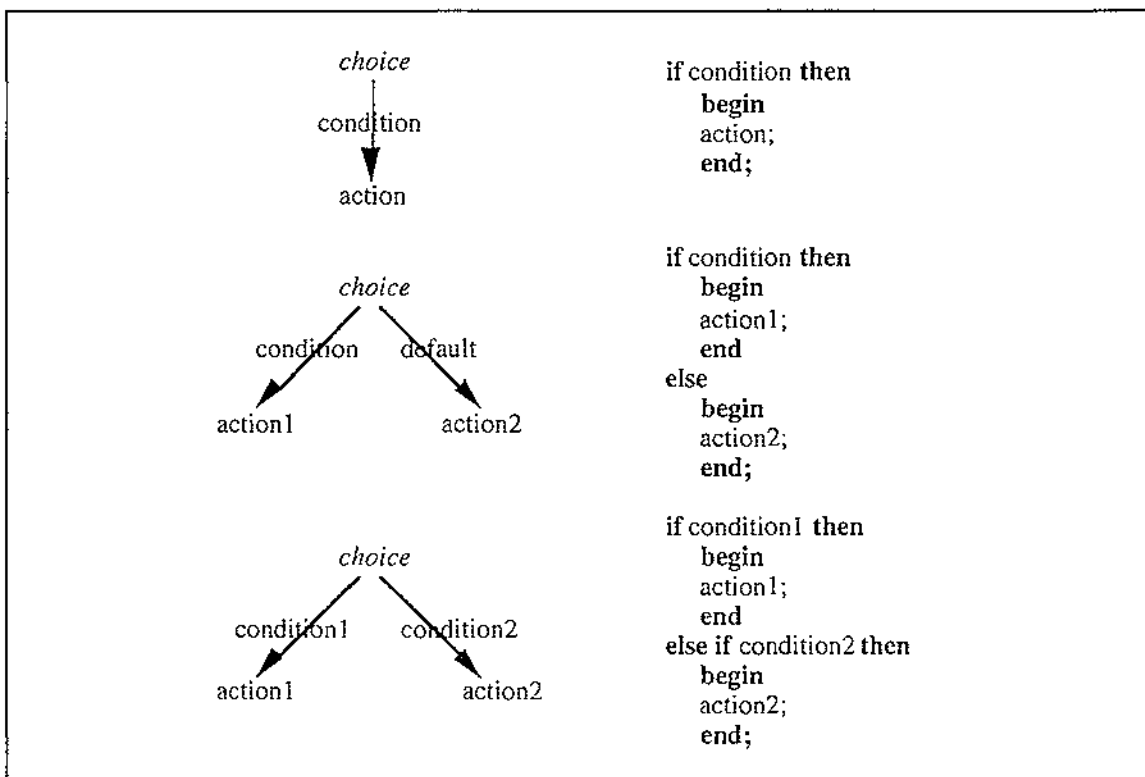 choice
condition
action
if condition then
begin
action;
end;
choice
condition default
action1 action2
if condition then
begin
action1;
end
else
begin
action2;
end;
choice
condition1 condition2
action1 action2
if condition1 then
begin
action1;
end
else if condition2 then
begin
action2;
end;